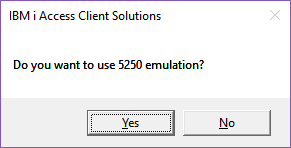 IBM i Access Client Solutions
Do you want to use 5250 emulation?
Yes
No